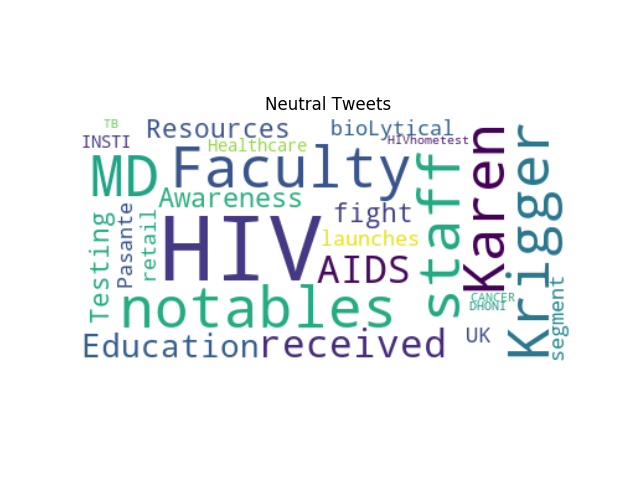 Neutral Tweets
TB
Resources
bioLytical
INSTI
Healthcare
HIVhometest
MD
Faculty
Awareness
staff
Karen
Krigger
Testing
Pasante
retail
HIV
fight
launches
AIDS
notables
CANCER
DHONI
segment
Education
received
UK